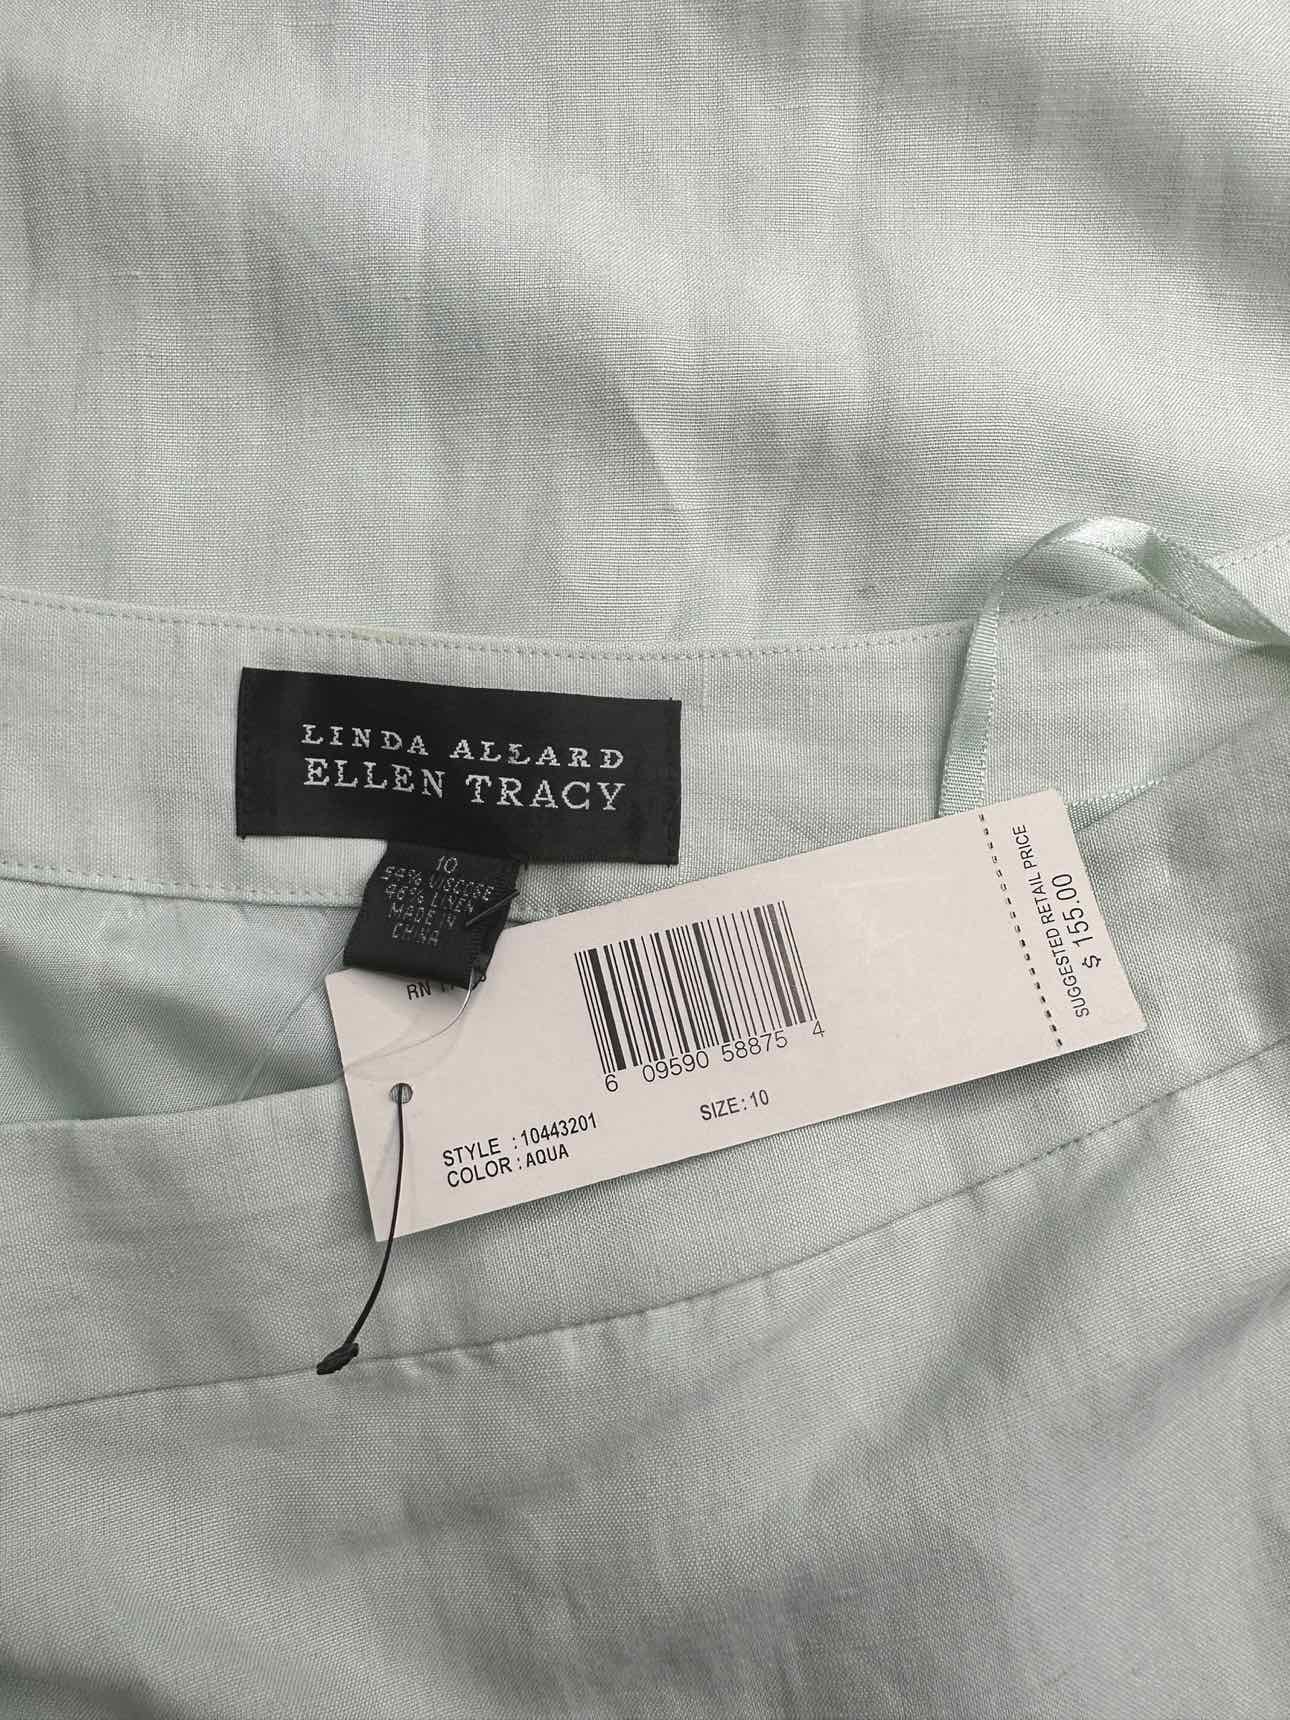 LINDA ALLARD
ELLEN TRACY
10
54% VISCOSE
46% LINEN
MADE IN
CHINA
RN
6 09590 58875 4
STYLE : 10443201
COLOR : AQUA
SIZE: 10
SUGGESTED RETAIL PRICE
$ 155.00